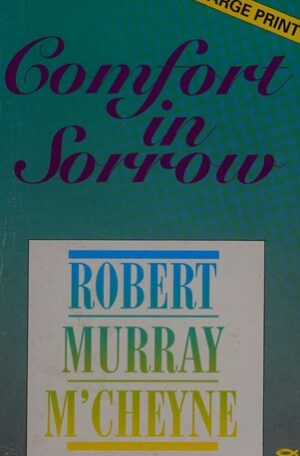 LARGE PRINT
Comfort
in
Sorrow
ROBERT
MURRAY
M'CHEYNE